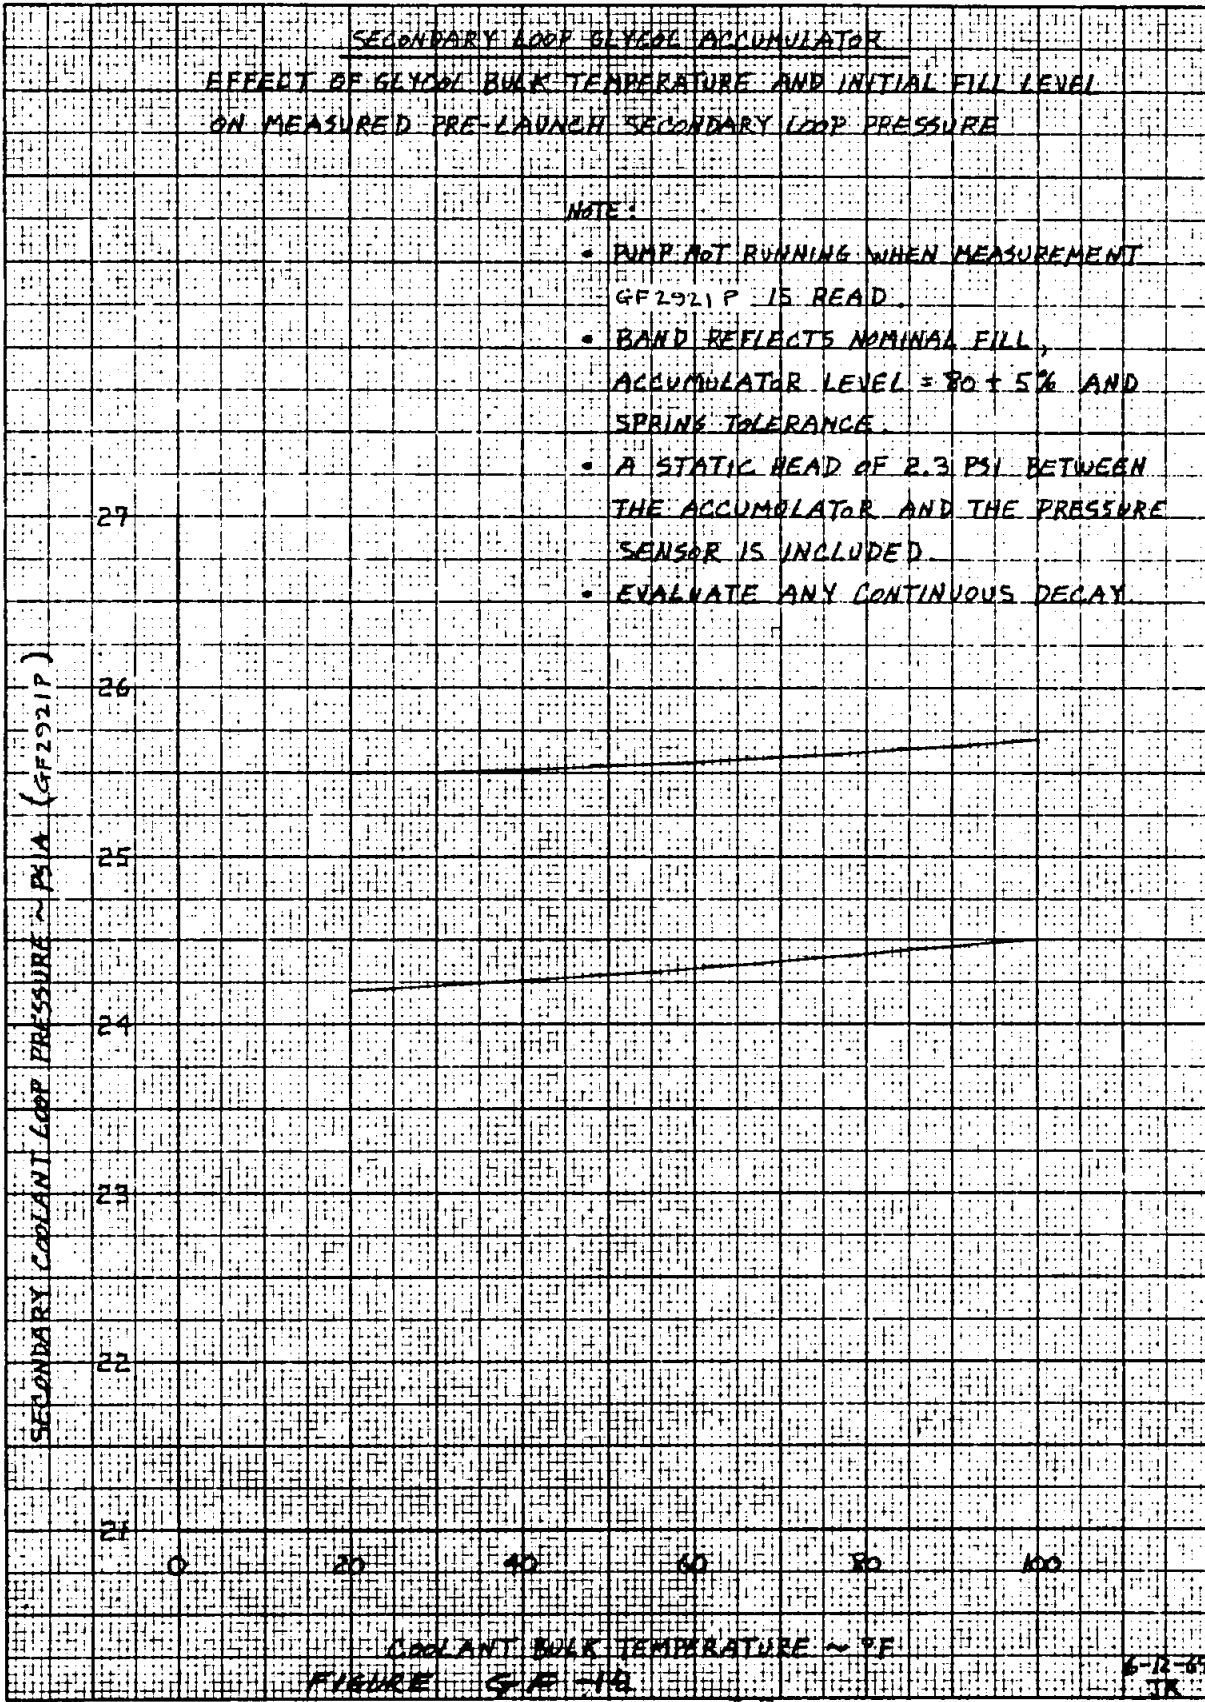 SECONDARY LOOP GLYCOL ACCUMULATOR
EFFECT OF GLYCOL BULK TEMPERATURE AND INITIAL FILL LEVEL
ON MEASURED PRE-LAUNCH SECONDARY LOOP PRESSURE
NOTE:
• PUMP NOT RUNNING WHEN MEASUREMENT
GF2921P IS READ.
• BAND REFLECTS NOMINAL FILL,
ACCUMULATOR LEVEL = 80 ± 5% AND
SPRING TOLERANCE.
• A STATIC HEAD OF 2.3 PSI BETWEEN
THE ACCUMULATOR AND THE PRESSURE
SENSOR IS INCLUDED.
• EVALUATE ANY CONTINUOUS DECAY.
SECONDARY COOLANT LOOP PRESSURE ~ PSIA (GF2921P)
27
26
25
24
23
22
21
0 20 40 60 80 100
COOLANT BULK TEMPERATURE ~ °F
FIGURE GF-
6-12-69
JR